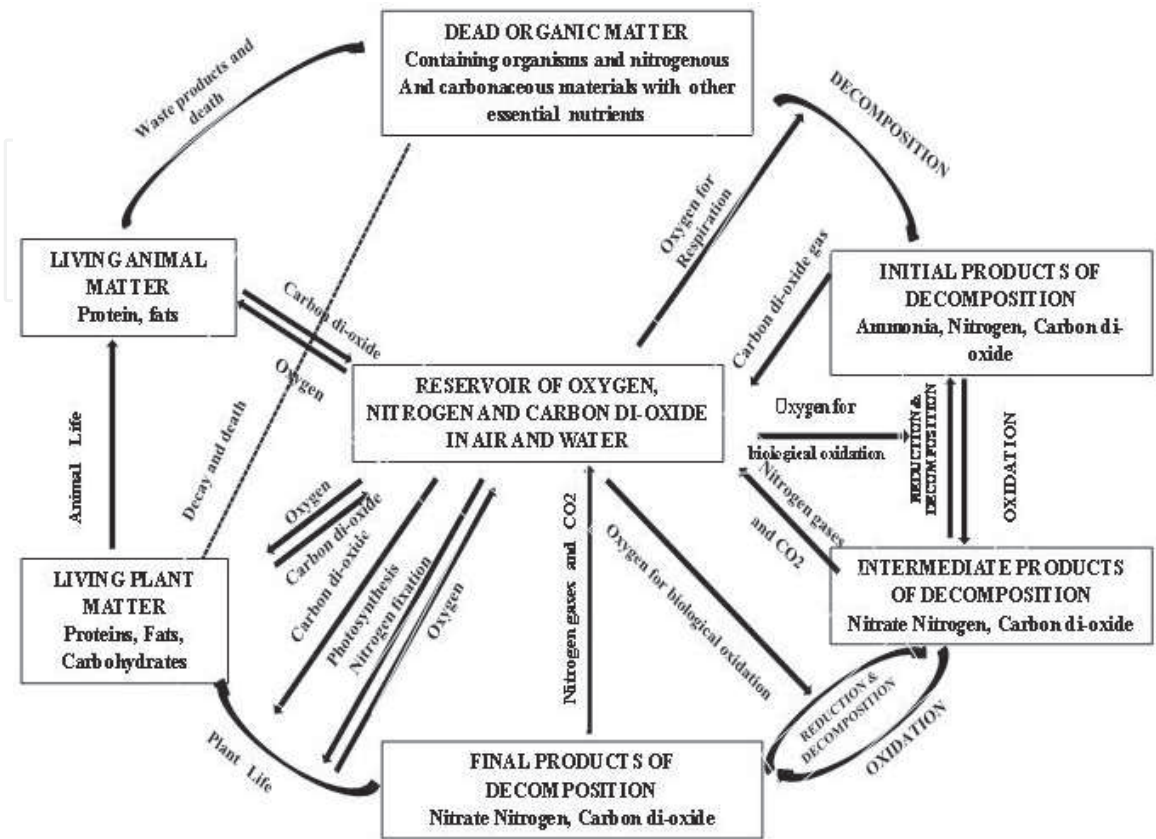 DEAD ORGANIC MATTER
Containing organisms and nitrogenous
And carbonaceous materials with other
essential nutrients
Waste products and
death
DECOMPOSITION
Oxygen for
Respiration
LIVING ANIMAL
MATTER
Protein, fats
Carbon di-oxide
Oxygen
Carbon di-oxide gas
INITIAL PRODUCTS OF
DECOMPOSITION
Ammonia, Nitrogen, Carbon di-
oxide
RESERVOIR OF OXYGEN,
NITROGEN AND CARBON DI-OXIDE
IN AIR AND WATER
Oxygen for
biological oxidation
REDUCTION &
DECOMPOSITION
OXIDATION
Animal Life
Decay and death
Nitrogen gases
and CO2
LIVING PLANT
MATTER
Proteins, Fats,
Carbohydrates
Oxygen
Carbon di-oxide
Carbon di-oxide
Photosynthesis
Nitrogen fixation
Oxygen
Nitrogen gases and CO2
Oxygen for biological oxidation
INTERMEDIATE PRODUCTS
OF DECOMPOSITION
Nitrate Nitrogen, Carbon di-oxide
REDUCTION &
DECOMPOSITION
OXIDATION
Plant Life
FINAL PRODUCTS OF
DECOMPOSITION
Nitrate Nitrogen, Carbon di-oxide